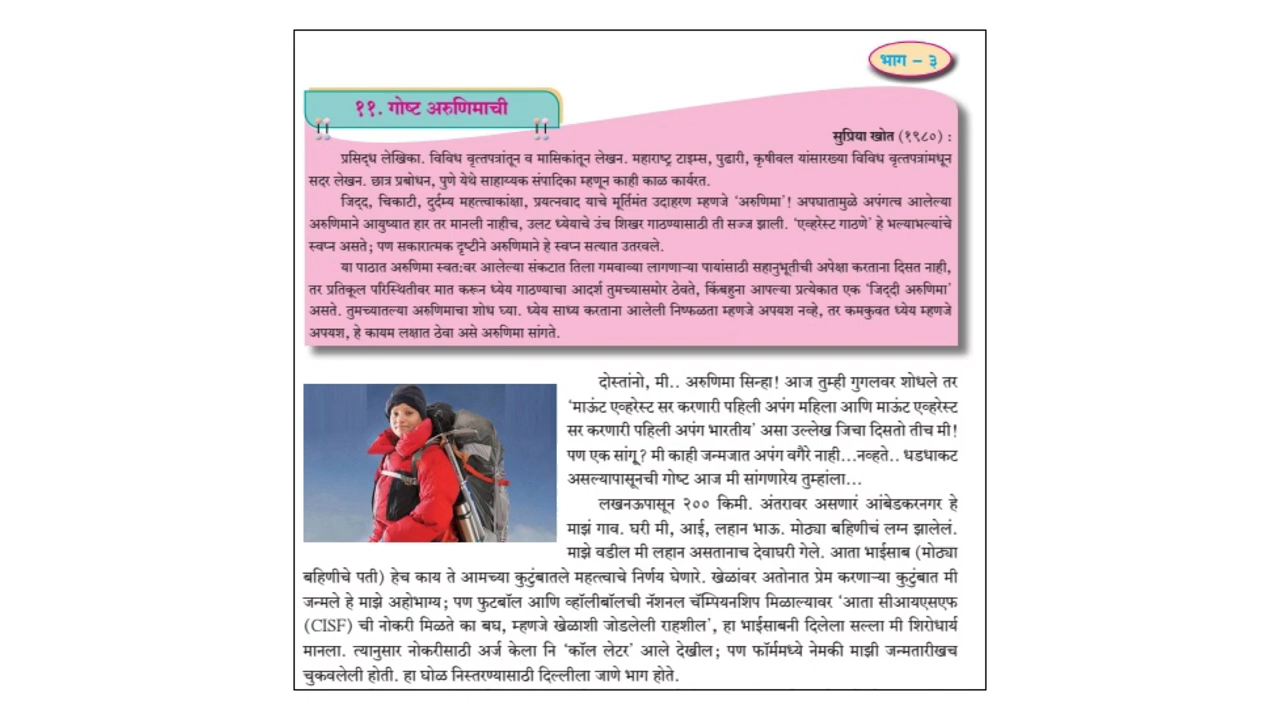 भाग – ३
११. गोष्ट अरुणिमाची
सुप्रिया खोत (१९८०) :
प्रसिद्ध लेखिका. विविध वृत्तपत्रांतून व मासिकांतून लेखन. महाराष्ट्र टाइम्स, पुढारी, कृषीवल यांसारख्या विविध वृत्तपत्रांमधून
सदर लेखन. छात्र प्रबोधन, पुणे येथे साहाय्यक संपादिका म्हणून काही काळ कार्यरत.
जिद्द, चिकाटी, दुर्दम्य महत्त्वाकांक्षा, प्रयत्नवाद याचे मूर्तिमंत उदाहरण म्हणजे ‘अरुणिमा’! अपघातामुळे अपंगत्व आलेल्या
अरुणिमाने आयुष्यात हार तर मानली नाहीच, उलट ध्येयाचे उंच शिखर गाठण्यासाठी ती सज्ज झाली. ‘एव्हरेस्ट गाठणे’ हे भल्याभल्यांचे
स्वप्न असते; पण सकारात्मक दृष्टीने अरुणिमाने हे स्वप्न सत्यात उतरवले.
या पाठात अरुणिमा स्वत:वर आलेल्या संकटात तिला गमवाव्या लागणाऱ्या पायांसाठी सहानुभूतीची अपेक्षा करताना दिसत नाही,
तर प्रतिकूल परिस्थितीवर मात करून ध्येय गाठण्याचा आदर्श तुमच्यासमोर ठेवते, किंबहुना आपल्या प्रत्येकात एक ‘जिद्दी अरुणिमा’
असते. तुमच्यातल्या अरुणिमाचा शोध घ्या. ध्येय साध्य करताना आलेली निष्फळता म्हणजे अपयश नव्हे, तर कमकुवत ध्येय म्हणजे
अपयश, हे कायम लक्षात ठेवा असे अरुणिमा सांगते.
दोस्तांनो, मी.. अरुणिमा सिन्हा! आज तुम्ही गुगलवर शोधले तर
‘माऊंट एव्हरेस्ट सर करणारी पहिली अपंग महिला आणि माऊंट एव्हरेस्ट
सर करणारी पहिली अपंग भारतीय’ असा उल्लेख जिचा दिसतो तीच मी!
पण एक सांगू? मी काही जन्मजात अपंग वगैरे नाही...नव्हते.. धडधाकट
असल्यापासूनची गोष्ट आज मी सांगणारेय तुम्हांला...
लखनऊपासून २०० किमी. अंतरावर असणारं आंबेडकरनगर हे
माझं गाव. घरी मी, आई, लहान भाऊ. मोठ्या बहिणीचं लग्न झालेलं.
माझे वडील मी लहान असतानाच देवाघरी गेले. आता भाईसाब (मोठ्या
बहिणीचे पती) हेच काय ते आमच्या कुटुंबातले महत्त्वाचे निर्णय घेणारे. खेळांवर अतोनात प्रेम करणाऱ्या कुटुंबात मी
जन्मले हे माझे अहोभाग्य; पण फुटबॉल आणि व्हॉलीबॉलची नॅशनल चॅम्पियनशिप मिळाल्यावर ‘आता सीआयएसएफ
(CISF) ची नोकरी मिळते का बघ, म्हणजे खेळाशी जोडलेली राहशील’, हा भाईसाबनी दिलेला सल्ला मी शिरोधार्य
मानला. त्यानुसार नोकरीसाठी अर्ज केला नि ‘कॉल लेटर’ आले देखील; पण फॉर्ममध्ये नेमकी माझी जन्मतारीखच
चुकवलेली होती. हा घोळ निस्तरण्यासाठी दिल्लीला जाणे भाग होते.